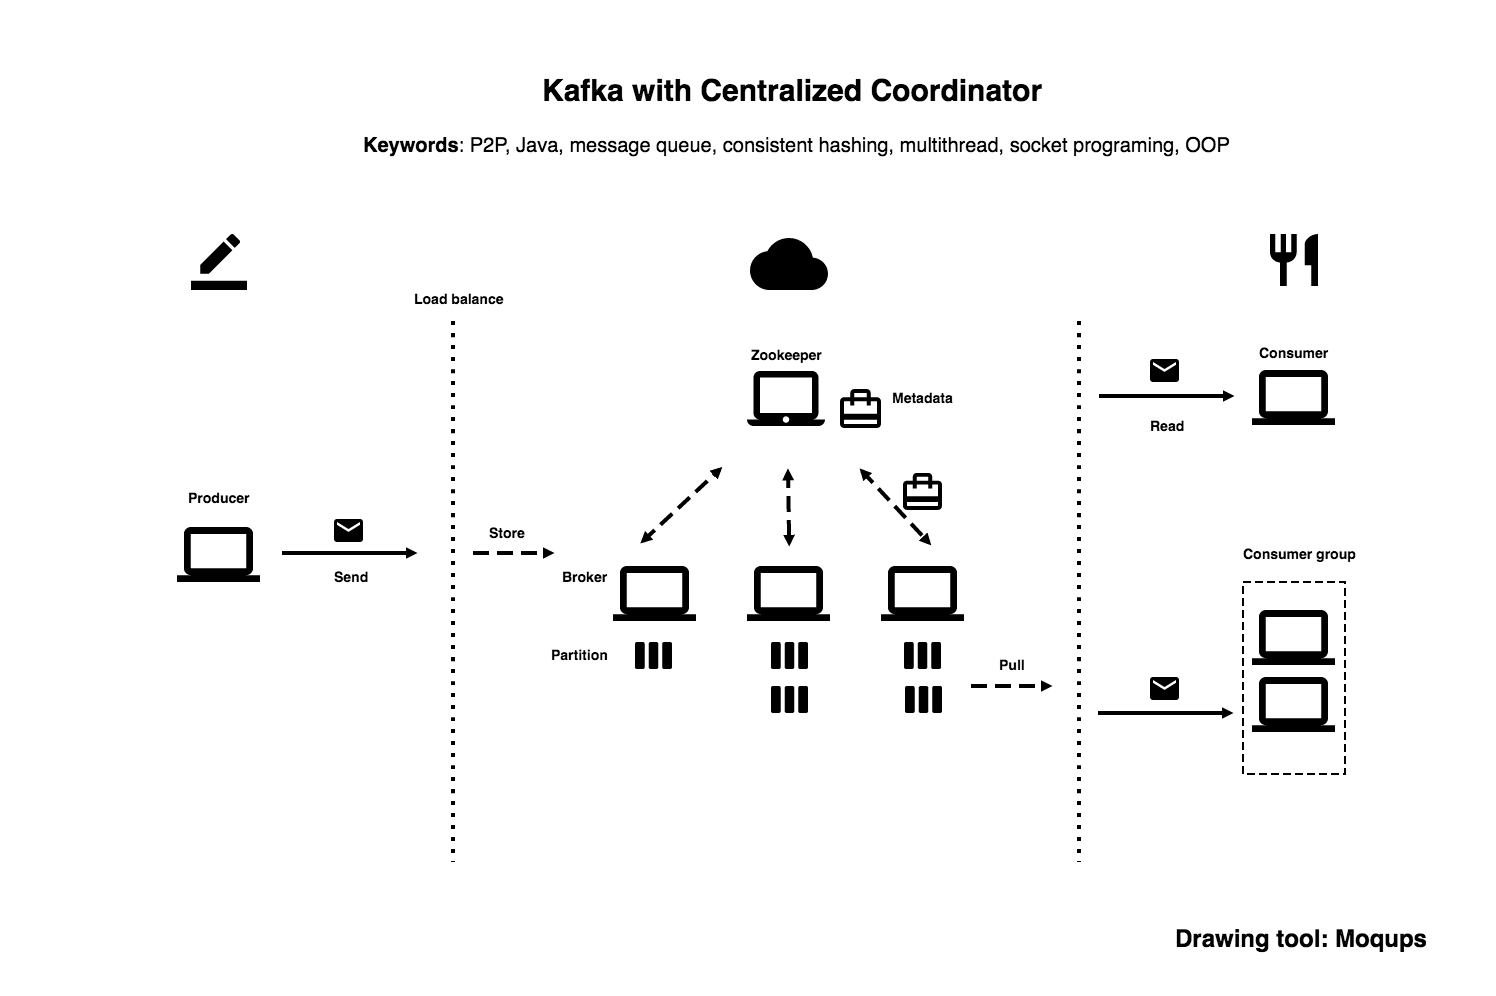 Kafka with Centralized Coordinator
Keywords: P2P, Java, message queue, consistent hashing, multithread, socket programing, OOP
Load balance
Zookeeper
Metadata
Consumer
Read
Producer
Send
Store
Broker
Partition
Pull
Consumer group
Drawing tool: Moqups